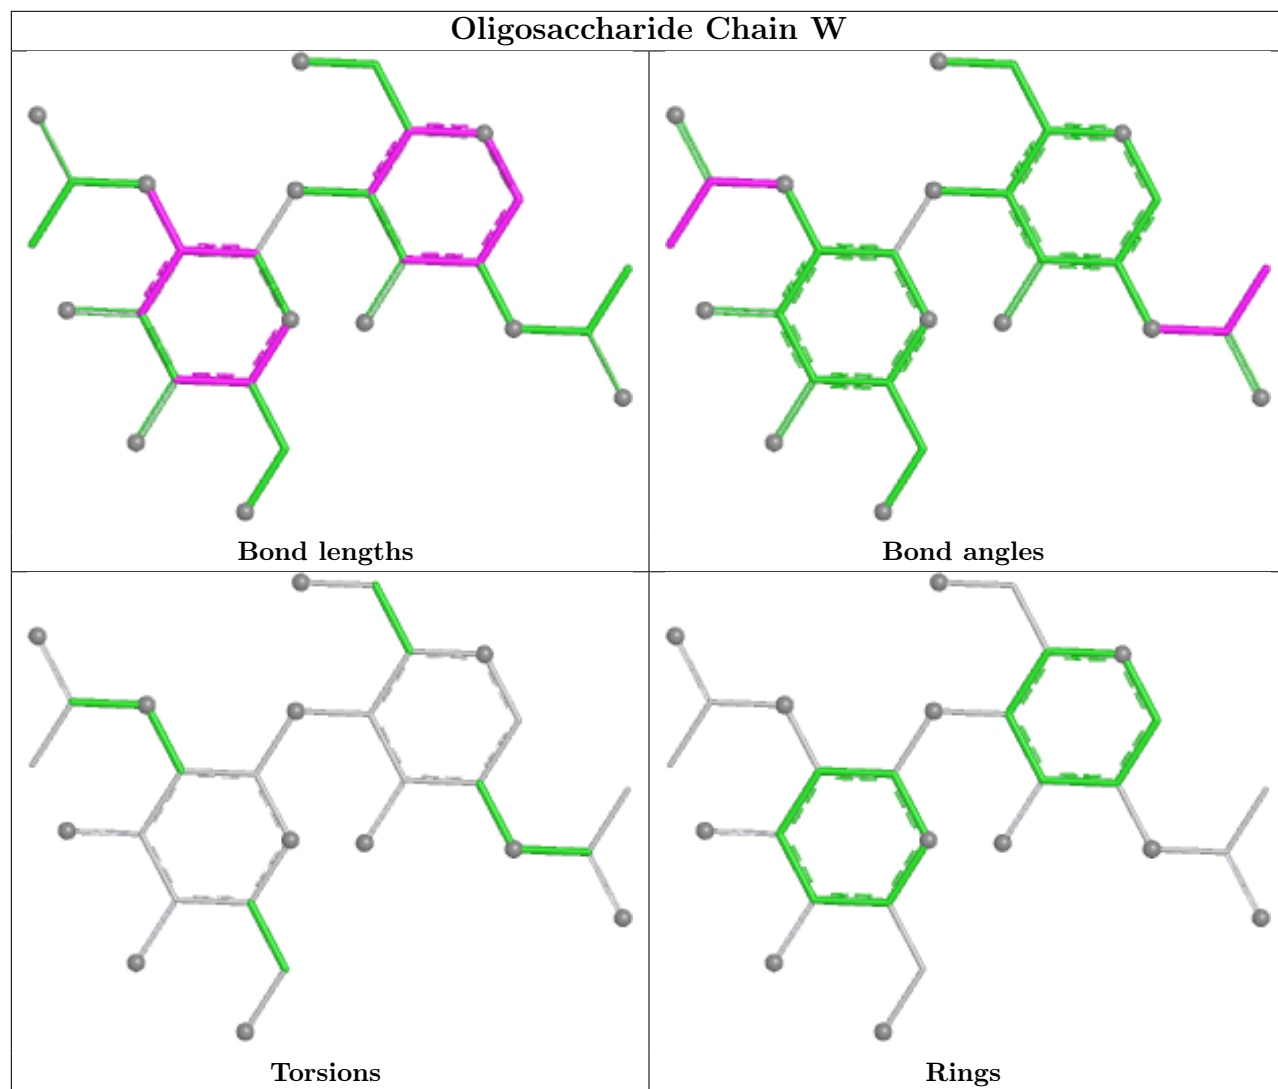 Oligosaccharide Chain W
Bond lengths
Bond angles
Torsions
Rings